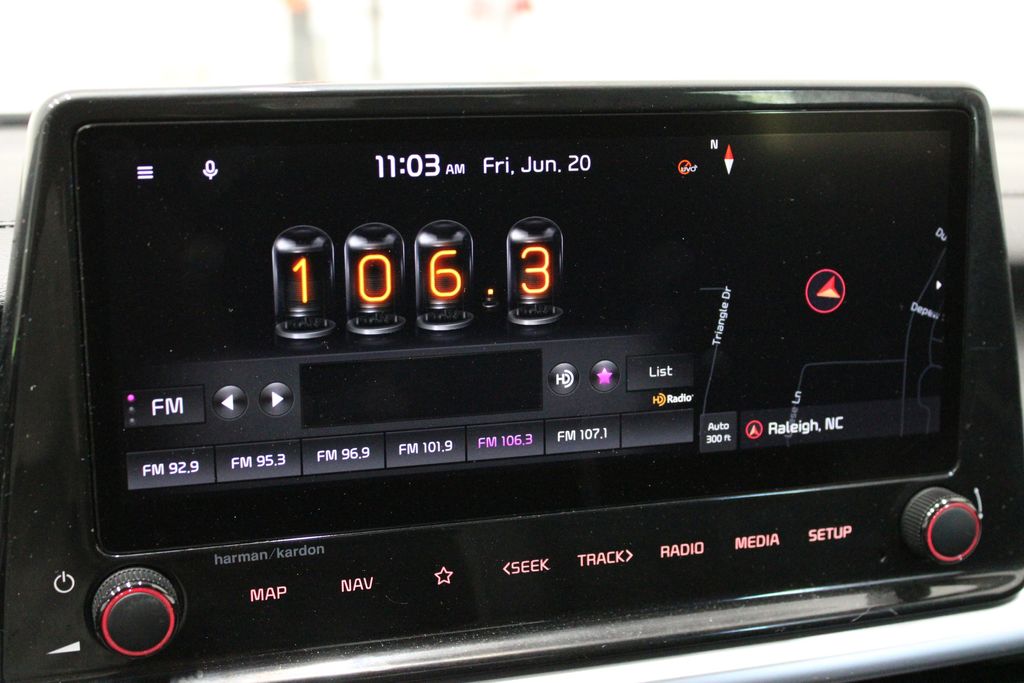 11:03 AM Fri, Jun, 20
N
106.3
Triangle Dr
FM
HD
List
HD Radio
Auto
300 ft
Raleigh, NC
FM 92.9
FM 95.3
FM 96.9
FM 101.9
FM 106.3
FM 107.1
harman/kardon
MAP
NAV
<SEEK
TRACK>
RADIO
MEDIA
SETUP